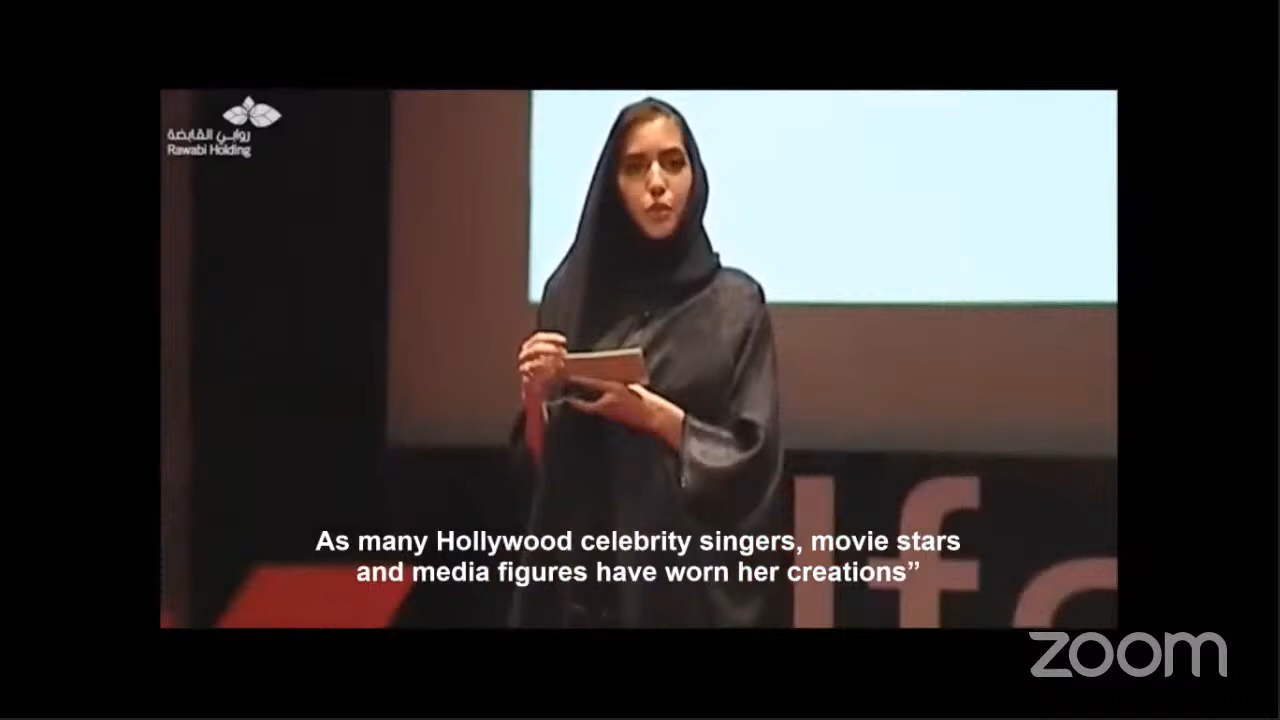 روابي القابضة
Rawabi Holding
As many Hollywood celebrity singers, movie stars
and media figures have worn her creations”
zoom